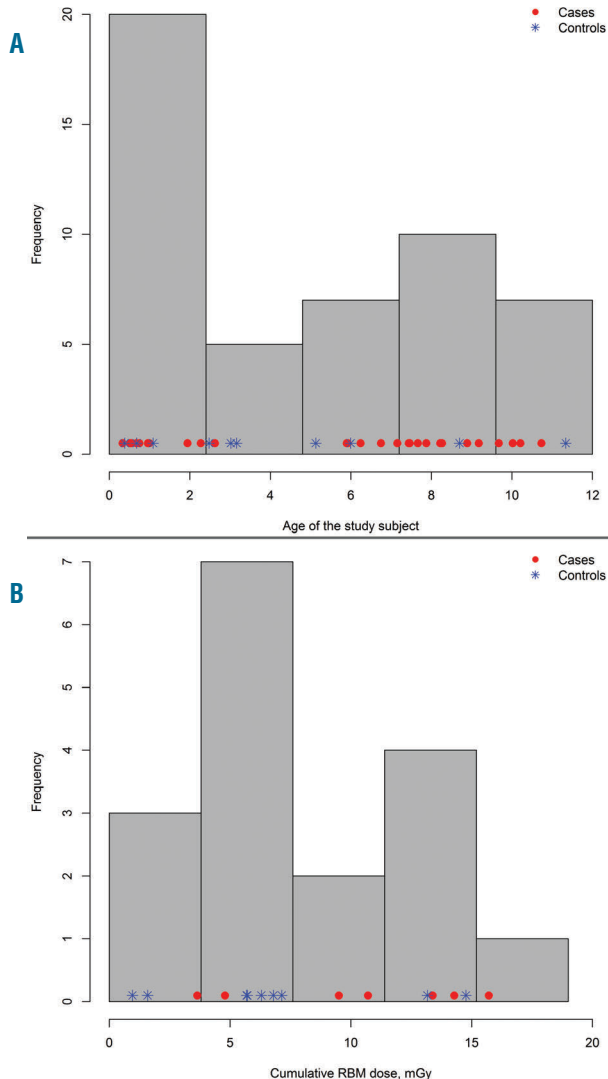 A
Cases
Controls
20
15
10
5
0
Frequency
0 2 4 6 8 10 12
Age of the study subject
B
Cases
Controls
7
6
5
4
3
2
1
0
Frequency
0 5 10 15 20
Cumulative RBM dose, mGy